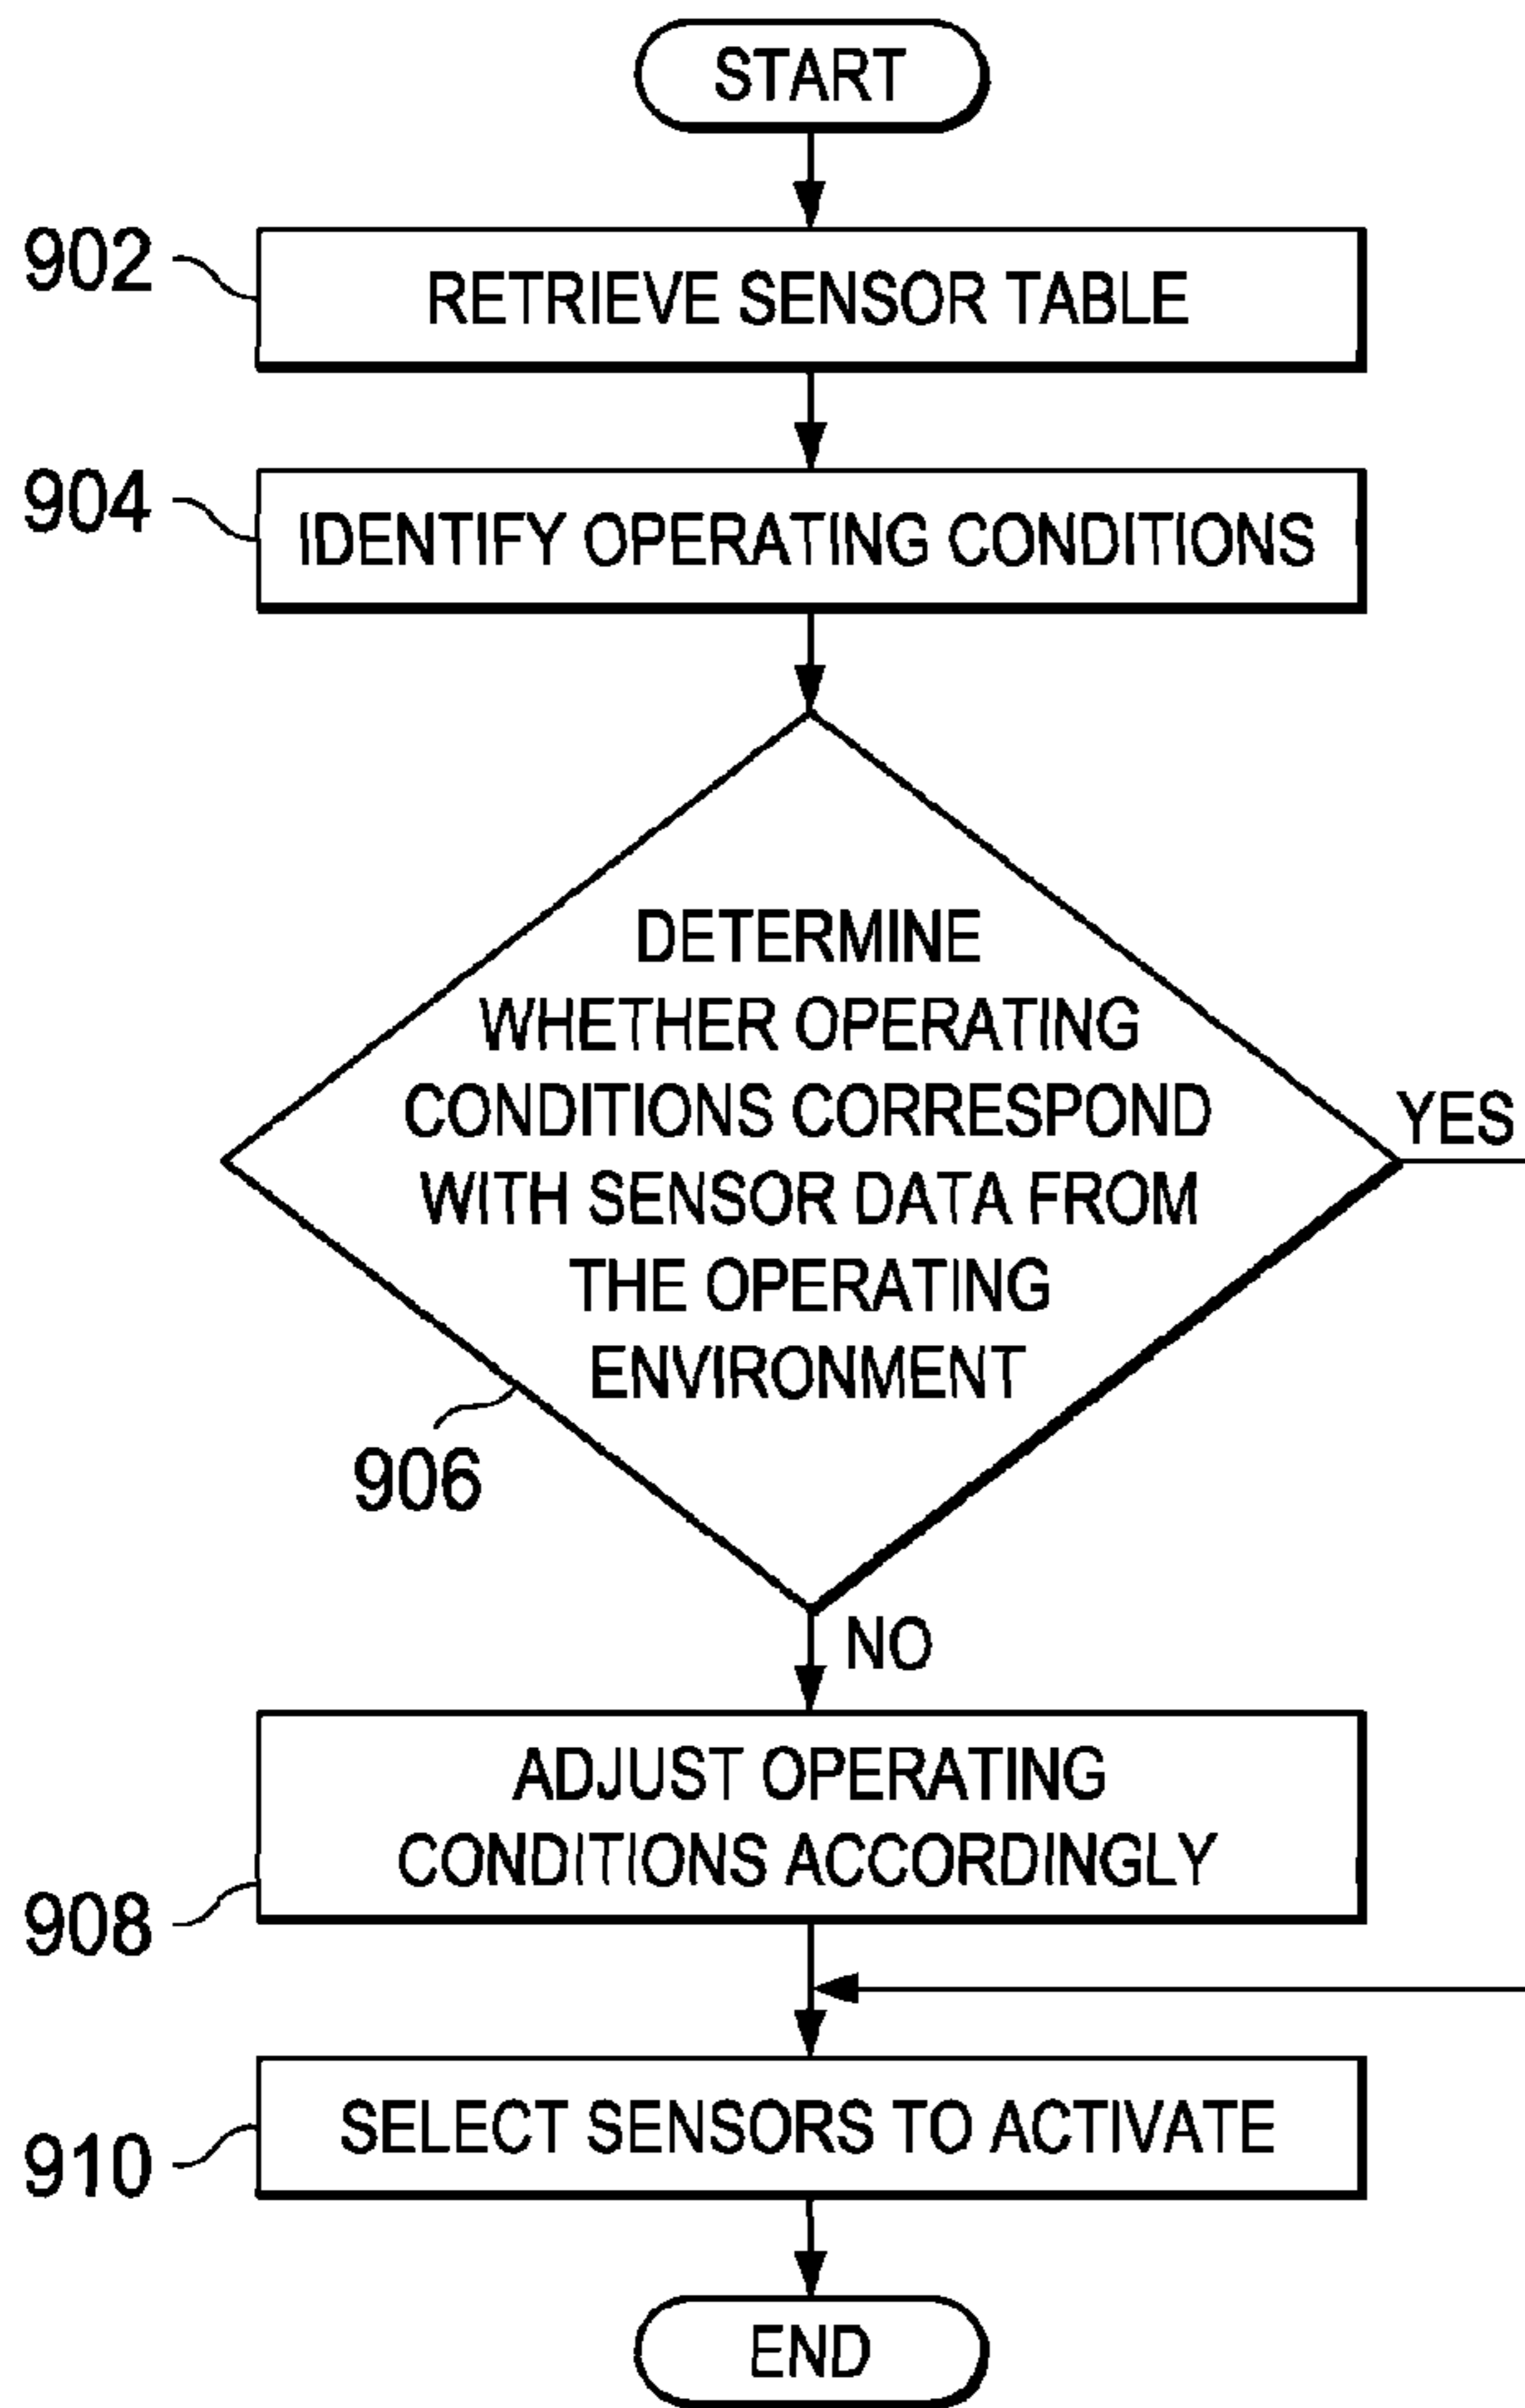 START
902
RETRIEVE SENSOR TABLE
904
IDENTIFY OPERATING CONDITIONS
DETERMINE
WHETHER OPERATING
CONDITIONS CORRESPOND
WITH SENSOR DATA FROM
THE OPERATING
ENVIRONMENT
YES
906
NO
ADJUST OPERATING
CONDITIONS ACCORDINGLY
908
SELECT SENSORS TO ACTIVATE
910
END